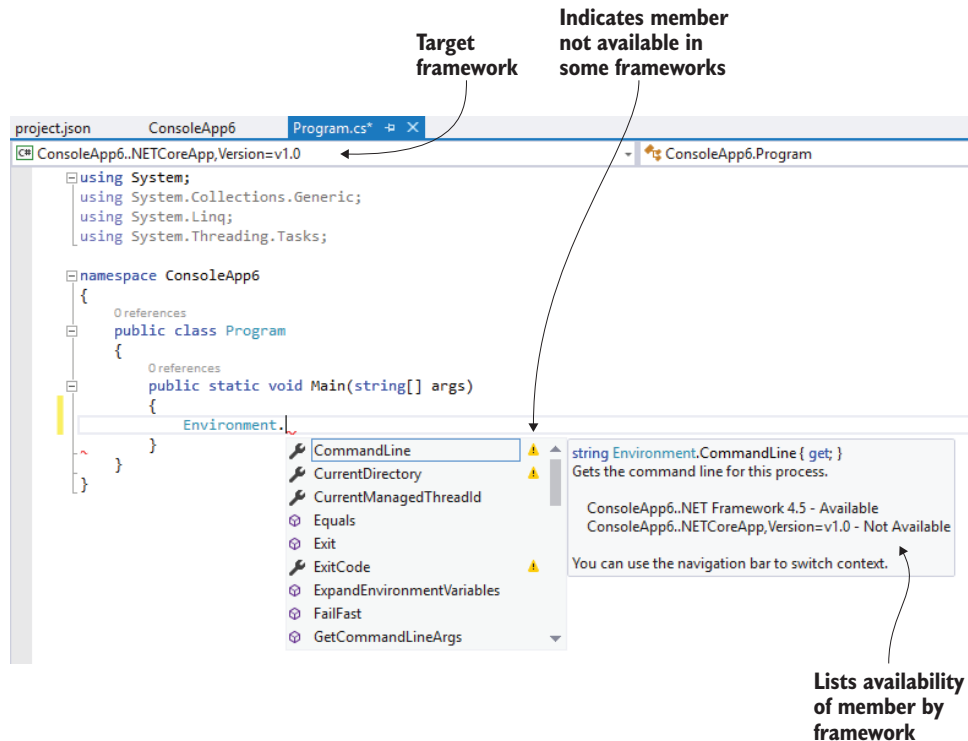 Indicates member
not available in
some frameworks
Target
framework
project.json ConsoleApp6 Program.cs*
C# ConsoleApp6..NETCoreApp,Version=v1.0 ConsoleApp6.Program
using System;
using System.Collections.Generic;
using System.Linq;
using System.Threading.Tasks;
namespace ConsoleApp6
{
0 references
public class Program
{
0 references
public static void Main(string[] args)
{
Environment.
}
}
}
CommandLine
CurrentDirectory
CurrentManagedThreadId
Equals
Exit
ExitCode
ExpandEnvironmentVariables
FailFast
GetCommandLineArgs
string Environment.CommandLine { get; }
Gets the command line for this process.
ConsoleApp6..NET Framework 4.5 - Available
ConsoleApp6..NETCoreApp,Version=v1.0 - Not Available
You can use the navigation bar to switch context.
Lists availability
of member by
framework